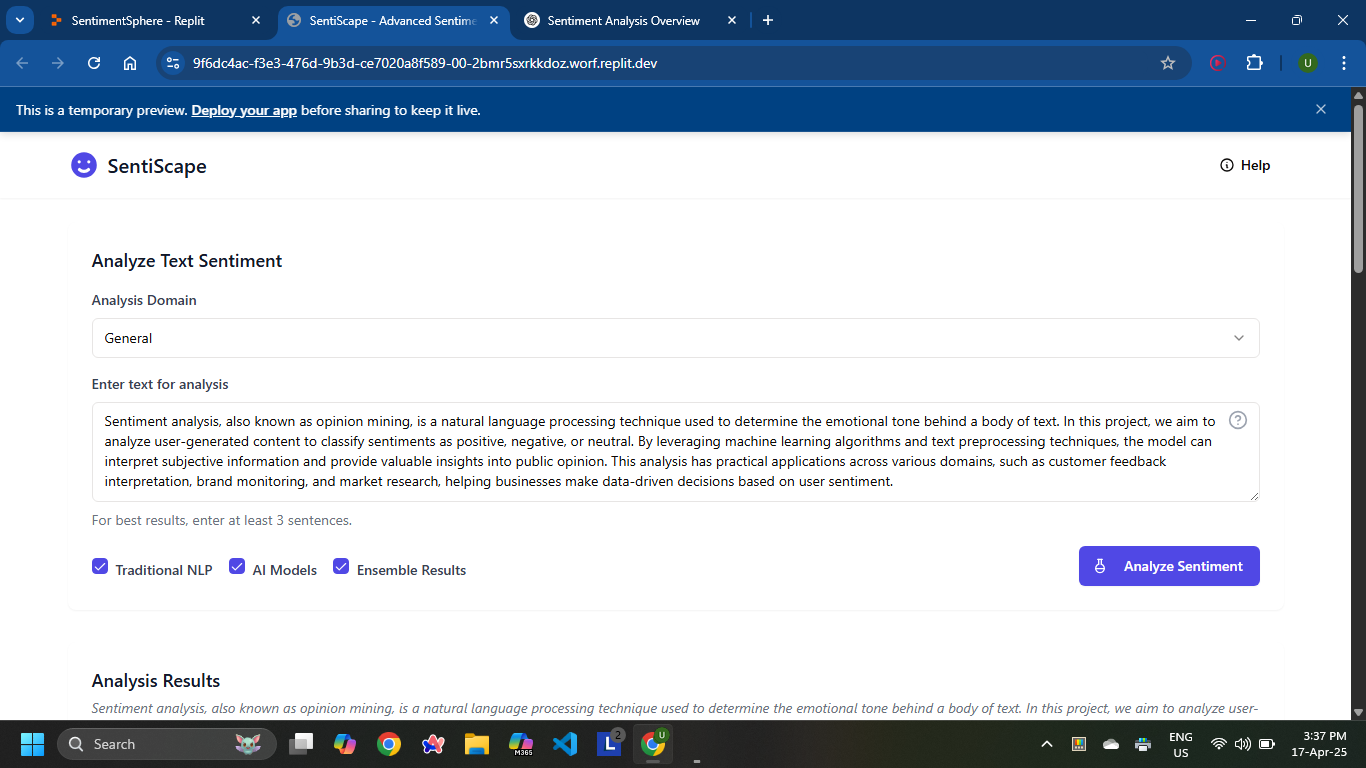 SentimentSphere - Replit
SentiScape - Advanced Sentime
Sentiment Analysis Overview
9f6dc4ac-f3e3-476d-9b3d-ce7020a8f589-00-2bmr5sxrkkdoz.worf.replit.dev
U
This is a temporary preview. Deploy your app before sharing to keep it live.
SentiScape
Help
Analyze Text Sentiment
Analysis Domain
General
Enter text for analysis
Sentiment analysis, also known as opinion mining, is a natural language processing technique used to determine the emotional tone behind a body of text. In this project, we aim to
analyze user-generated content to classify sentiments as positive, negative, or neutral. By leveraging machine learning algorithms and text preprocessing techniques, the model can
interpret subjective information and provide valuable insights into public opinion. This analysis has practical applications across various domains, such as customer feedback
interpretation, brand monitoring, and market research, helping businesses make data-driven decisions based on user sentiment.
For best results, enter at least 3 sentences.
Traditional NLP
AI Models
Ensemble Results
Analyze Sentiment
Analysis Results
Sentiment analysis, also known as opinion mining, is a natural language processing technique used to determine the emotional tone behind a body of text. In this project, we aim to analyze user-
Search
M365
L
2
U
ENG
US
3:37 PM
17-Apr-25